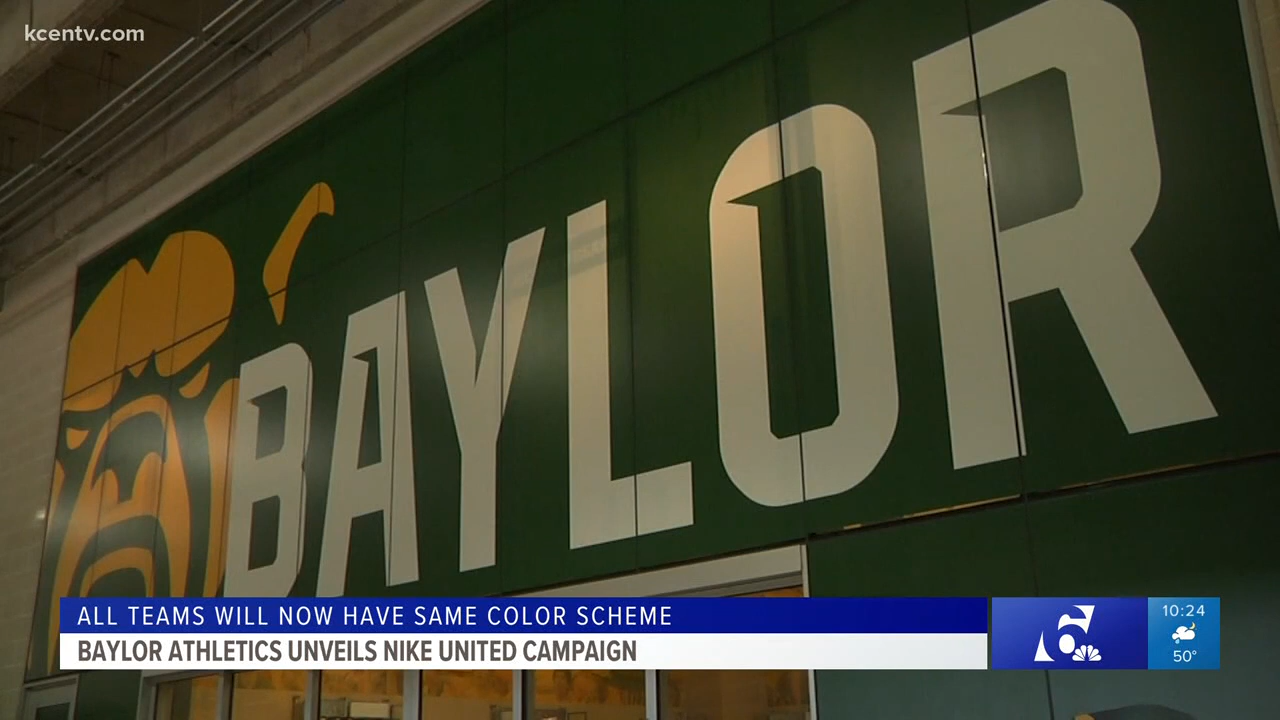 kcentv.com
BAYLOR
ALL TEAMS WILL NOW HAVE SAME COLOR SCHEME
BAYLOR ATHLETICS UNVEILS NIKE UNITED CAMPAIGN
6
10:24
50°